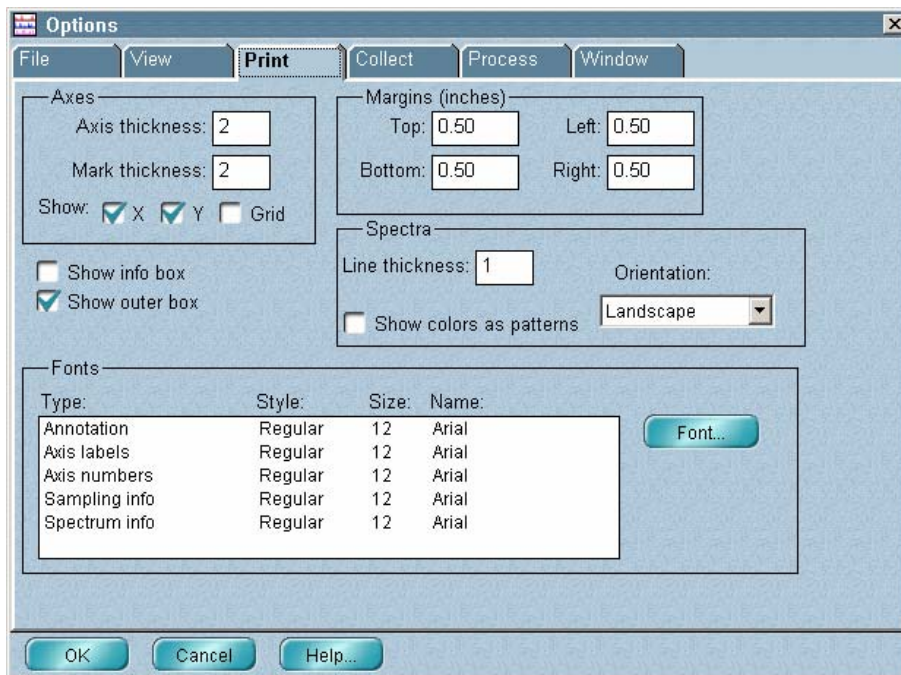 Options
File View Print Collect Process Window
Axes
Axis thickness: 2
Mark thickness: 2
Show: X Y Grid
Margins (inches)
Top: 0.50 Left: 0.50
Bottom: 0.50 Right: 0.50
Show info box
Show outer box
Spectra
Line thickness: 1
Orientation:
Landscape
Show colors as patterns
Fonts
Type: Style: Size: Name:
Annotation Regular 12 Arial
Axis labels Regular 12 Arial
Axis numbers Regular 12 Arial
Sampling info Regular 12 Arial
Spectrum info Regular 12 Arial
Font...
OK Cancel Help...